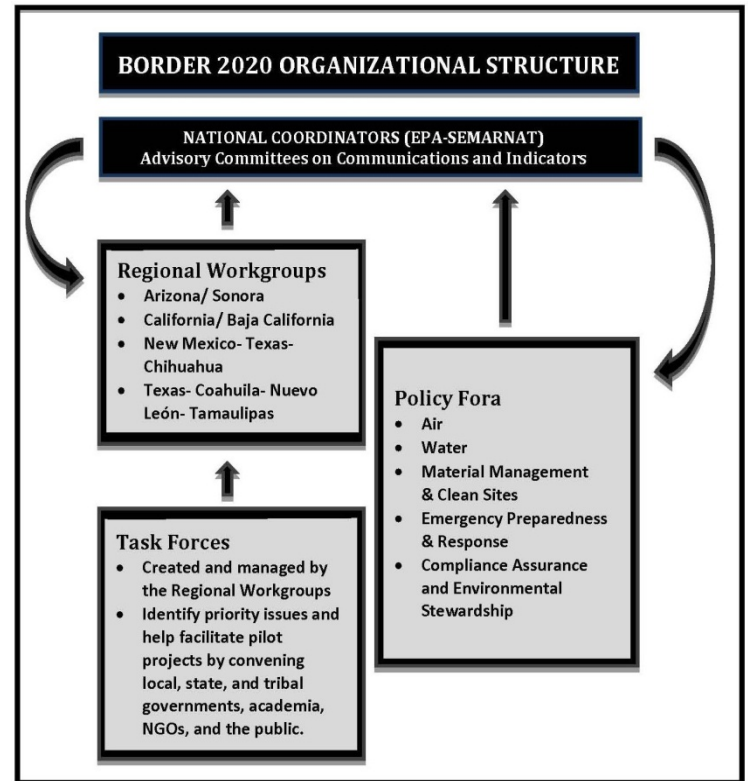 BORDER 2020 ORGANIZATIONAL STRUCTURE
NATIONAL COORDINATORS (EPA-SEMARNAT)
Advisory Committees on Communications and Indicators
Regional Workgroups
• Arizona/ Sonora
• California/ Baja California
• New Mexico- Texas-
Chihuahua
• Texas- Coahuila- Nuevo
León- Tamaulipas
Task Forces
• Created and managed by
the Regional Workgroups
• Identify priority issues and
help facilitate pilot
projects by convening
local, state, and tribal
governments, academia,
NGOs, and the public.
Policy Fora
• Air
• Water
• Material Management
& Clean Sites
• Emergency Preparedness
& Response
• Compliance Assurance
and Environmental
Stewardship